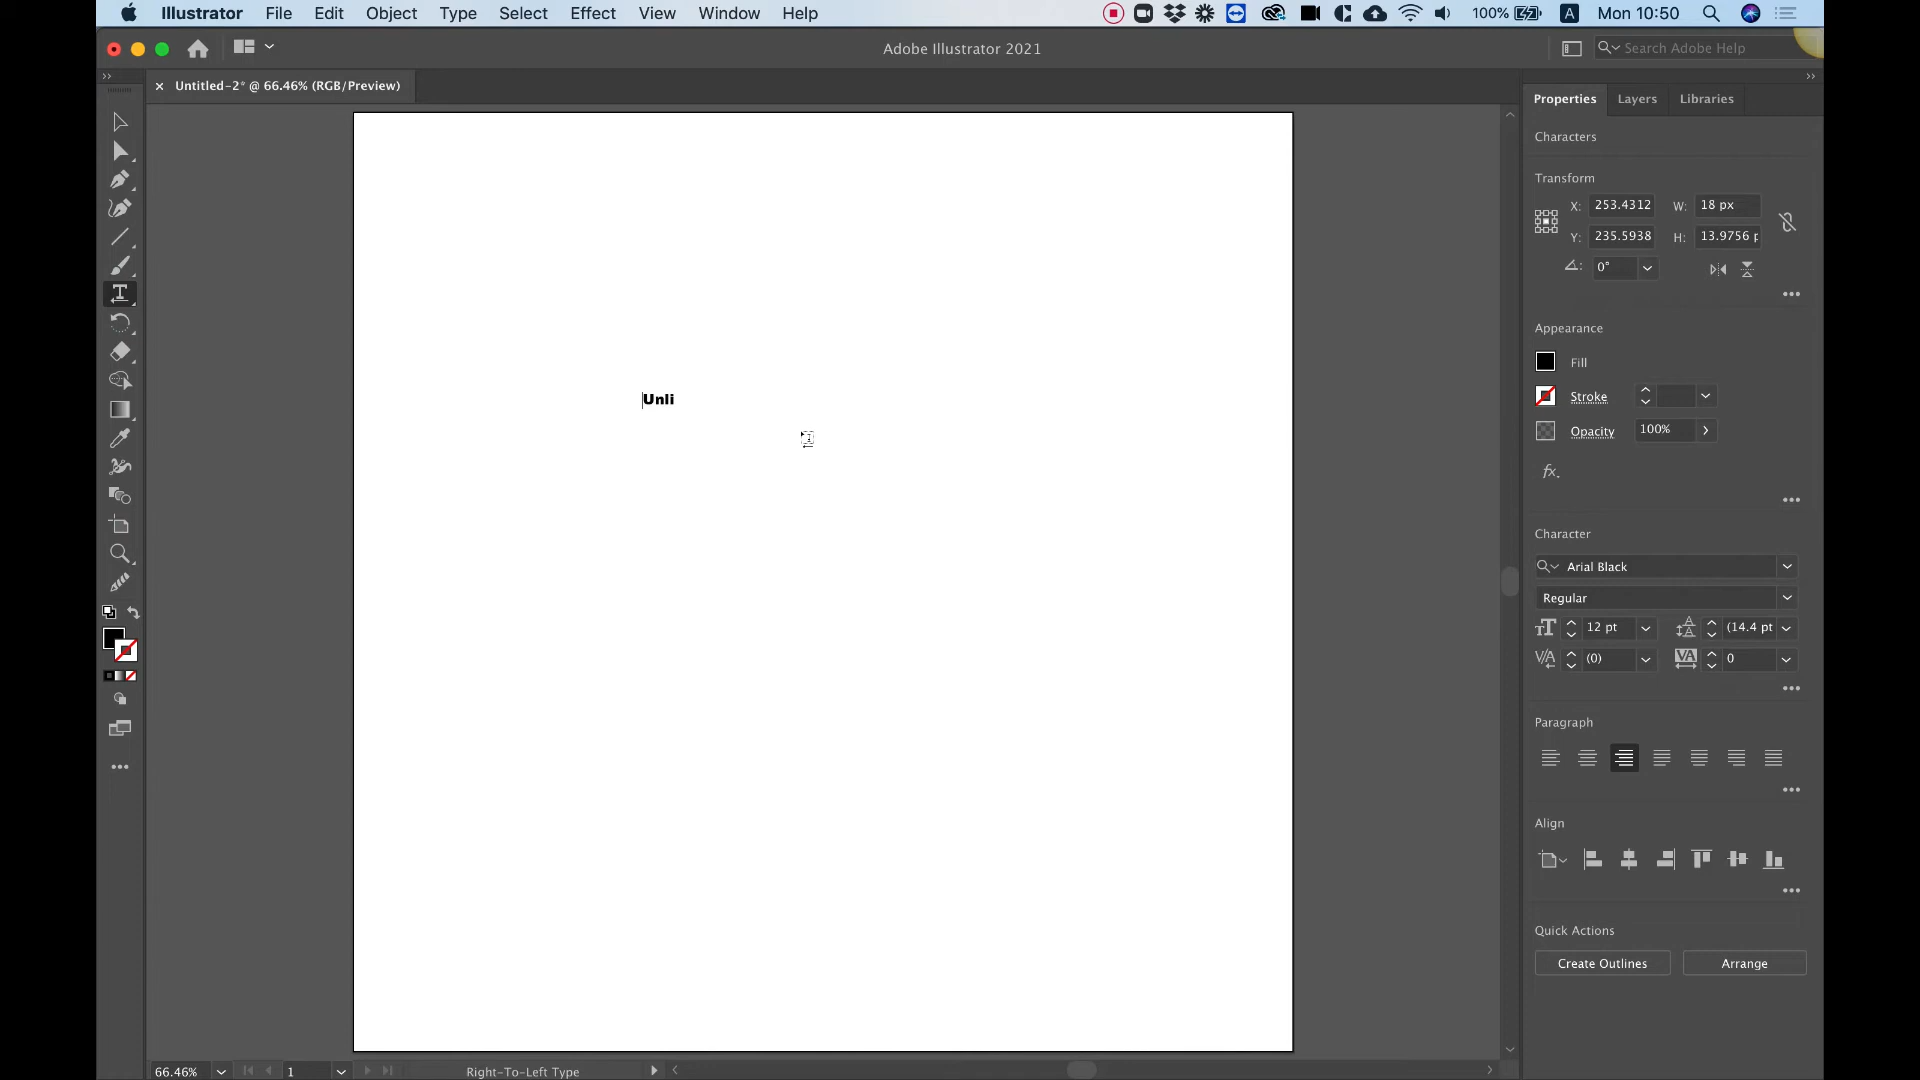 Illustrator File Edit Object Type Select Effect View Window Help 100% A Mon 10:50
Adobe Illustrator 2021
Search Adobe Help
Untitled-2* @ 66.46% (RGB/Preview)
Properties Layers Libraries
Characters
Transform
X: 253.4312 W: 18 px
Y: 235.5938 H: 13.9756 p
0°
Appearance
Fill
Stroke
Opacity 100%
fx.
Unli
Character
Arial Black
Regular
12 pt (14.4 pt
(0) 0
Paragraph
Align
Quick Actions
Create Outlines Arrange
66.46% 1 Right-To-Left Type